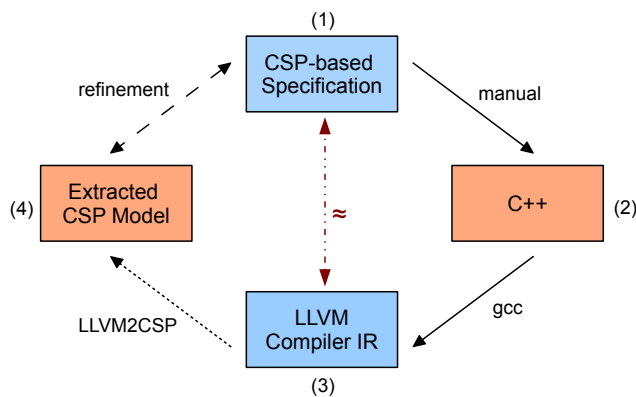 (1)
CSP-based
Specification
refinement
manual
(4)
Extracted
CSP Model
≈
C++
(2)
LLVM2CSP
LLVM
Compiler IR
gcc
(3)